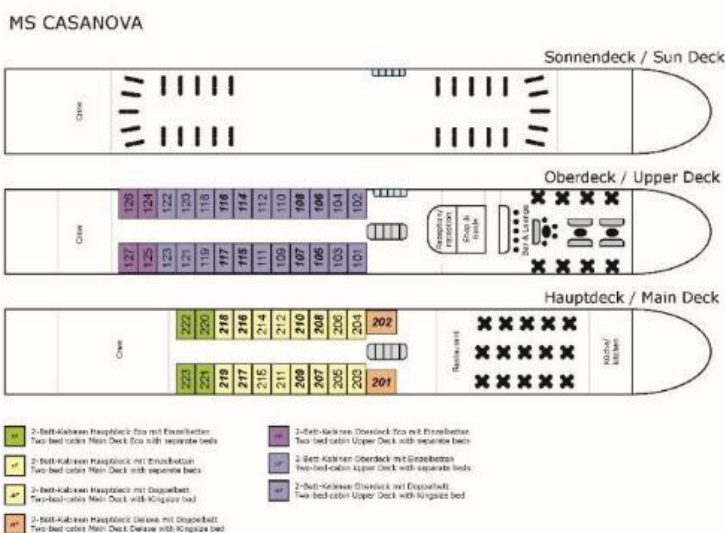 MS CASANOVA
Sonnendeck / Sun Deck
Crew
Oberdeck / Upper Deck
Crew
126 124 122 120 118 116 114 112 110 108 106 104 102
127 125 123 121 119 117 115 111 109 107 105 103 101
Rezeption/
reception
Shop &
Guide
Bar & Lounge
Hauptdeck / Main Deck
Crew
222 220 218 216 214 212 210 208 206 204 202
223 221 219 217 215 211 209 207 205 203 201
Restaurant
Küche/
kitchen
2-Bett-Kabinen Hauptdeck Eco mit Einzelbetten
Two-bed-cabin Main Deck Eco with separate beds
2-Bett-Kabinen Hauptdeck mit Einzelbetten
Two-bed-cabin Main Deck with separate beds
2-Bett-Kabinen Hauptdeck mit Doppelbett
Two-bed-cabin Main Deck with Kingsize bed
2-Bett-Kabinen Hauptdeck Deluxe mit Doppelbett
Two-bed-cabin Main Deck Deluxe with Kingsize bed
2-Bett-Kabinen Oberdeck Eco mit Einzelbetten
Two-bed-cabin Upper Deck with separate beds
2-Bett-Kabinen Oberdeck mit Einzelbetten
Two-bed-cabin Upper Deck with separate beds
2-Bett-Kabinen Oberdeck mit Doppelbett
Two-bed-cabin Upper Deck with Kingsize bed